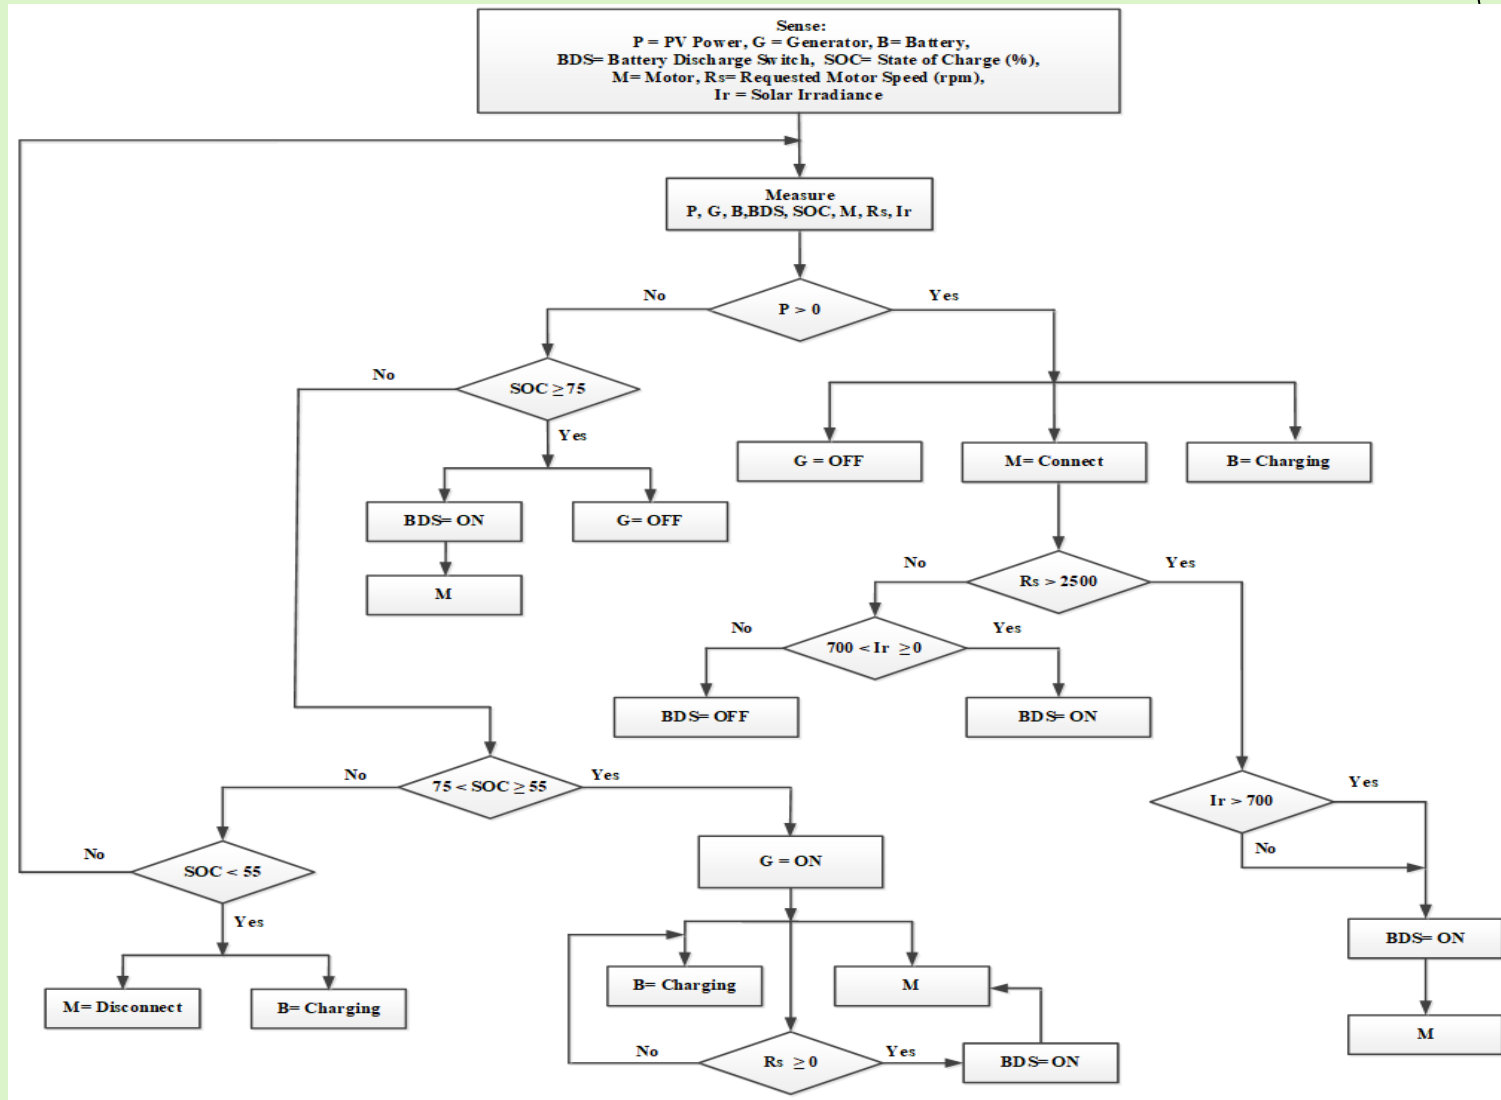 Sense:
P = PV Power, G = Generator, B= Battery,
BDS= Battery Discharge Switch, SOC= State of Charge (%),
M= Motor, Rs= Requested Motor Speed (rpm),
Ir = Solar Irradiance
Measure
P, G, B,BDS, SOC, M, Rs, Ir
No
P > 0
Yes
No
SOC ≥ 75
Yes
G = OFF
M= Connect
B= Charging
BDS= ON
G= OFF
M
No
Rs > 2500
Yes
No
700 < Ir ≥ 0
Yes
BDS= OFF
BDS= ON
No
75 < SOC ≥ 55
Yes
Ir > 700
Yes
No
No
SOC < 55
Yes
G = ON
BDS= ON
M= Disconnect
B= Charging
B= Charging
M
M
No
Rs ≥ 0
Yes
BDS= ON